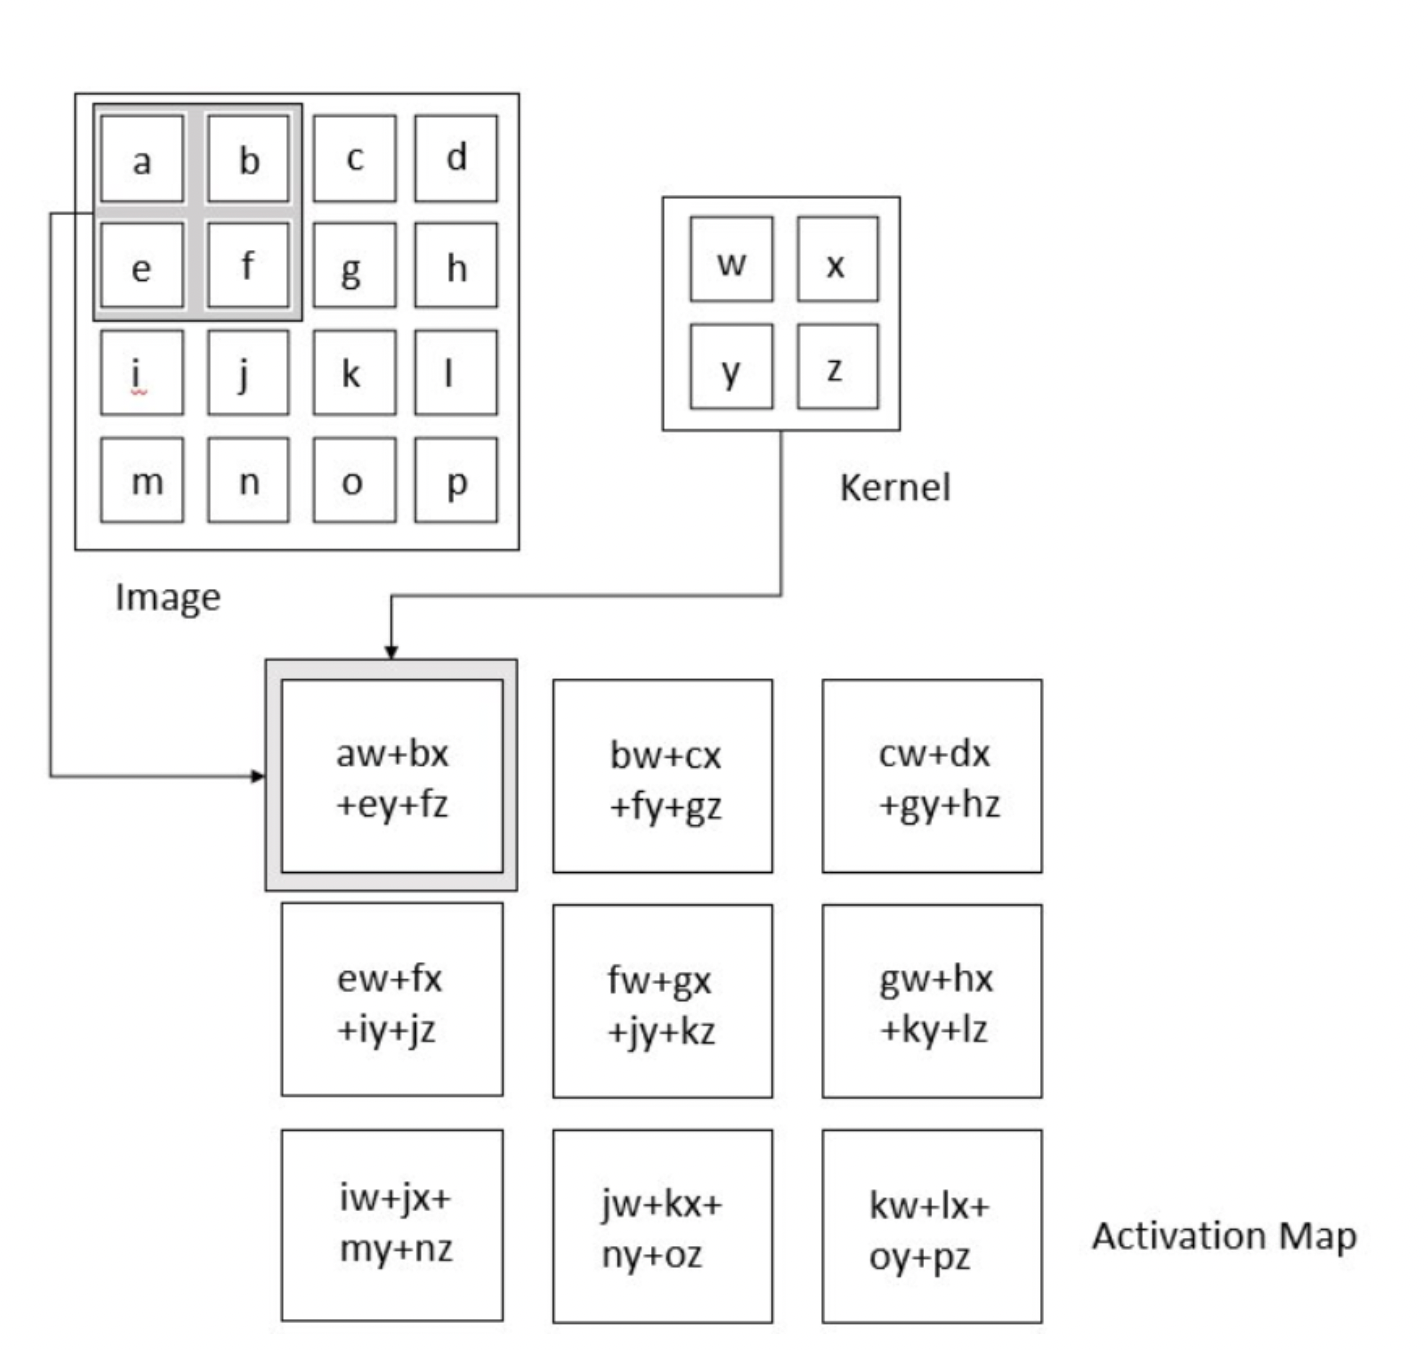 a b c d
e f g h
i j k l
m n o p
Image
w x
y z
Kernel
aw+bx
+ey+fz
bw+cx
+fy+gz
cw+dx
+gy+hz
ew+fx
+iy+jz
fw+gx
+jy+kz
gw+hx
+ky+lz
iw+jx+
my+nz
jw+kx+
ny+oz
kw+lx+
oy+pz
Activation Map